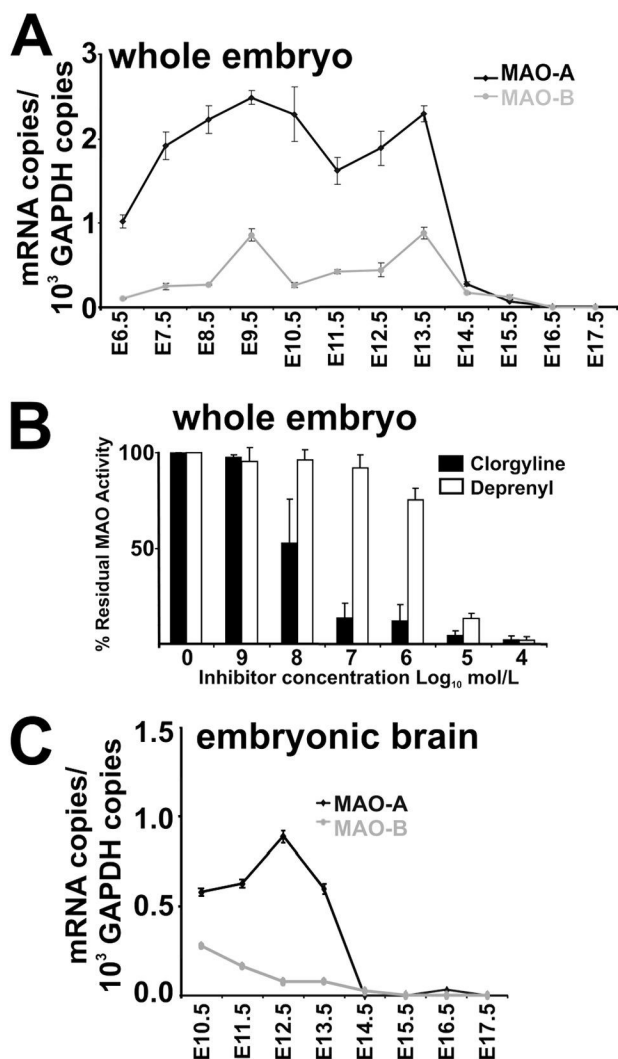 A
whole embryo
mRNA copies/
10³ GAPDH copies
3
2
1
0
MAO-A
MAO-B
E6.5
E7.5
E8.5
E9.5
E10.5
E11.5
E12.5
E13.5
E14.5
E15.5
E16.5
E17.5
B
whole embryo
% Residual MAO Activity
100
50
Clorgyline
Deprenyl
0 9 8 7 6 5 4
Inhibitor concentration Log₁₀ mol/L
C
embryonic brain
mRNA copies/
10³ GAPDH copies
1.5
1.0
0.5
0.0
MAO-A
MAO-B
E10.5
E11.5
E12.5
E13.5
E14.5
E15.5
E16.5
E17.5